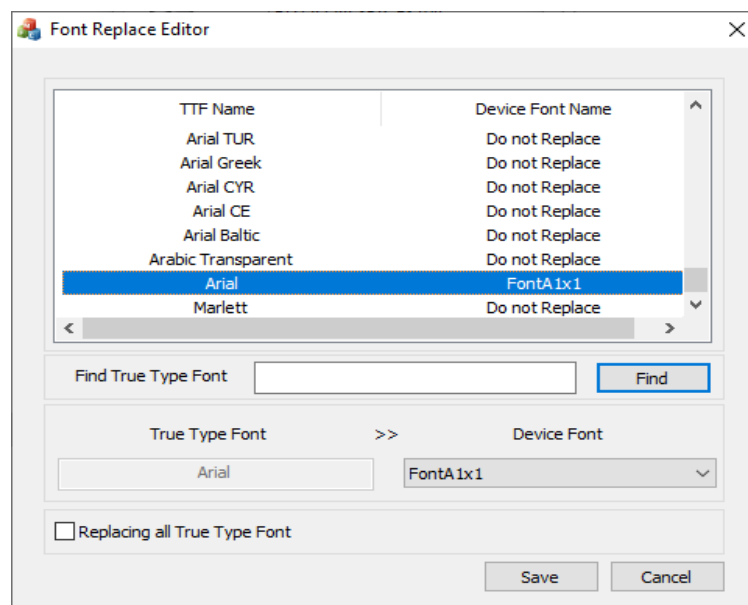 Font Replace Editor
TTF Name Device Font Name
Arial TUR Do not Replace
Arial Greek Do not Replace
Arial CYR Do not Replace
Arial CE Do not Replace
Arial Baltic Do not Replace
Arabic Transparent Do not Replace
Arial FontA1x1
Marlett Do not Replace
Find True Type Font Find
True Type Font >> Device Font
Arial FontA1x1
Replacing all True Type Font
Save Cancel